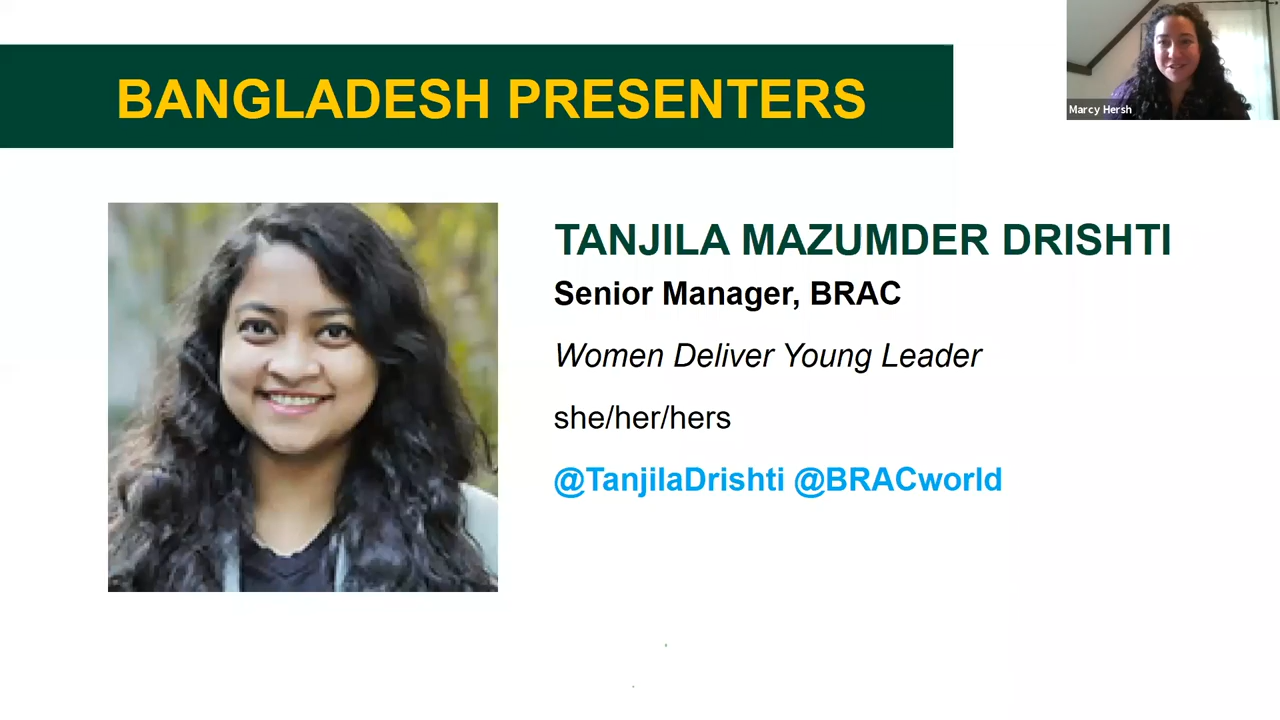 BANGLADESH PRESENTERS
Marcy Hersh
TANJILA MAZUMDER DRISHTI
Senior Manager, BRAC
Women Deliver Young Leader
she/her/hers
@TanjilaDrishti @BRACworld